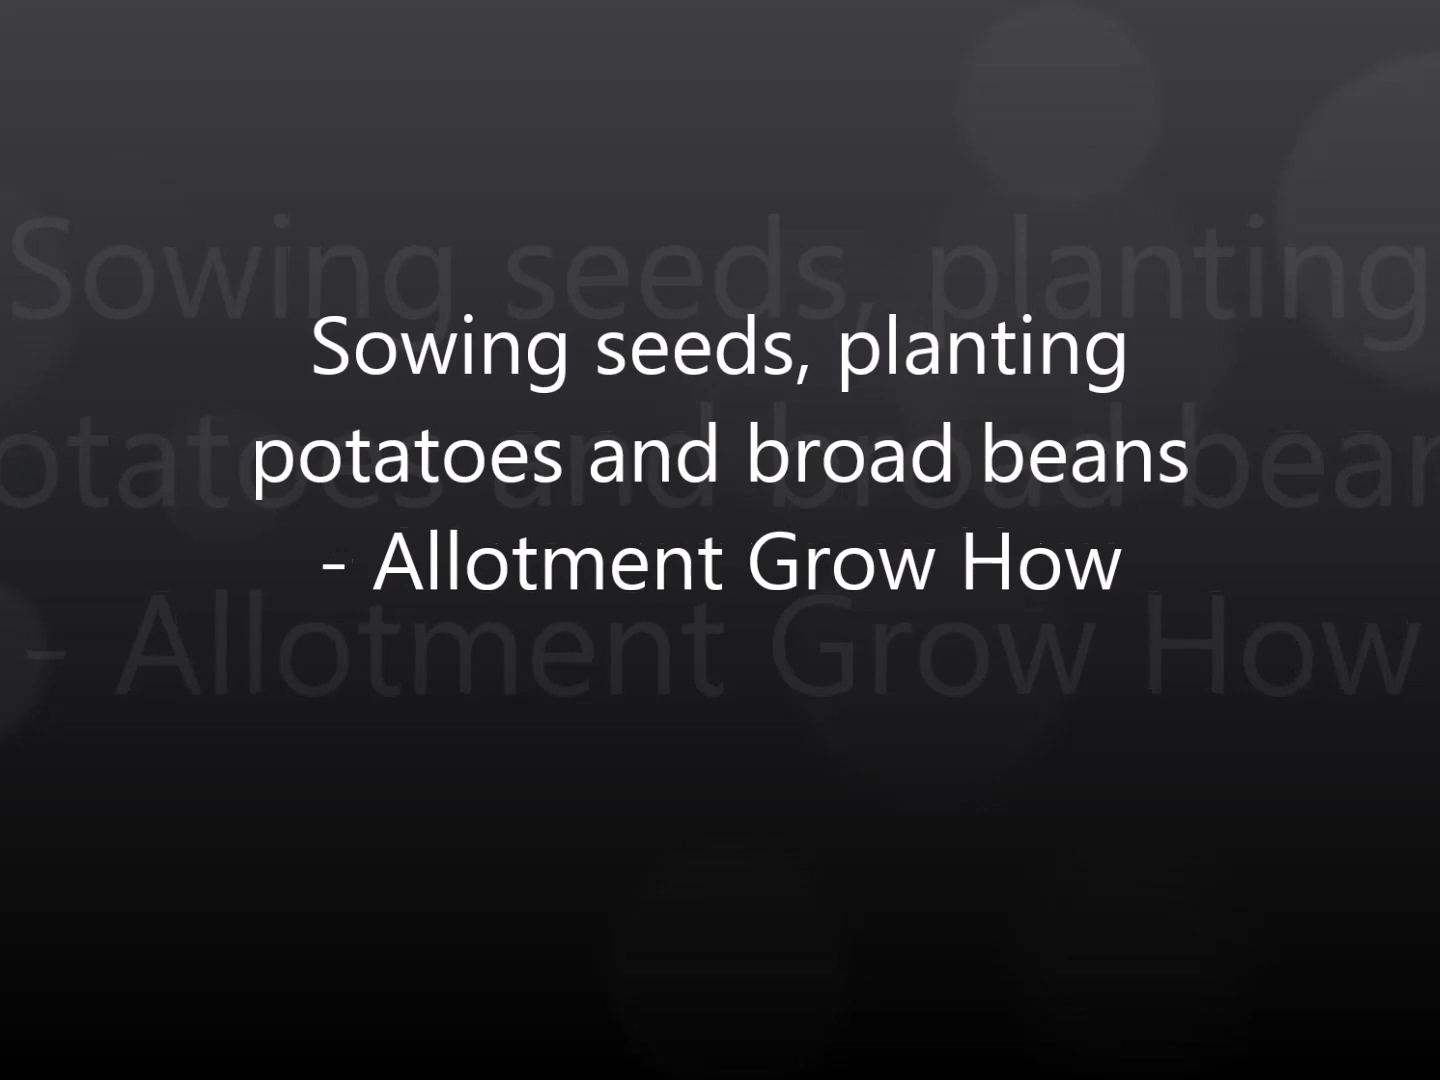 Sowing seeds, planting
potatoes and broad beans
- Allotment Grow How